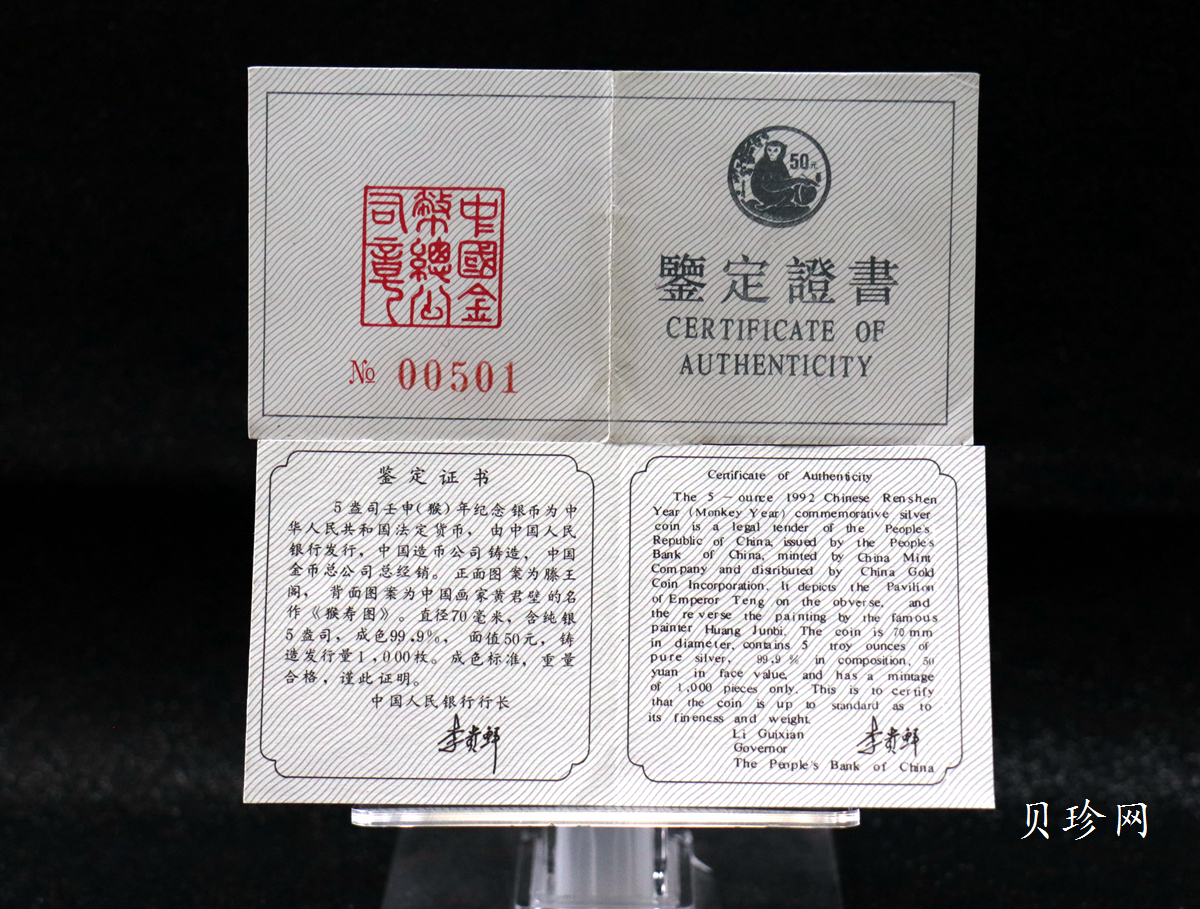 中國金
幣總公
司章
№ 00501
50元
鑒定證書
CERTIFICATE OF
AUTHENTICITY
鉴定证书
5盎司壬申(猴)年纪念银币为中
华人民共和国法定货币，由中国人民
银行发行，中国造币公司铸造，中国
金币总公司总经销。正面图案为滕王
阁，背面图案为中国画家黄君壁的名
作《猴寿图》。直径70毫米，含纯银
5盎司，成色99.9%，面值50元，铸
造发行量1,000枚。成色标准，重量
合格，谨此证明。
中国人民银行行长
李贵鲜
Certificate of Authenticity
The 5-ounce 1992 Chinese Renshen
Year (Monkey Year) commemorative silver
coin is a legal tender of the People's
Republic of China, issued by the People's
Bank of China, minted by China Mint
Company and distributed by China Gold
Coin Incorporation. It depicts the Pavilion
of Emperor Teng on the obverse, and
the reverse the painting by the famous
painter Huang Junbi. The coin is 70mm
in diameter, contains 5 troy ounces of
pure silver, 99.9% in composition, 50
yuan in face value, and has a mintage
of 1,000 pieces only. This is to certify
that the coin is up to standard as to
its fineness and weight.
Li Guixian
Governor
The People's Bank of China
李贵鲜
贝珍网